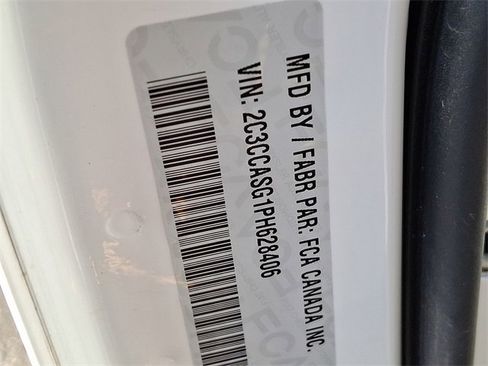 MFD BY / FABR PAR: FCA CANADA INC.
VIN: 2C3CCASG1PH628406